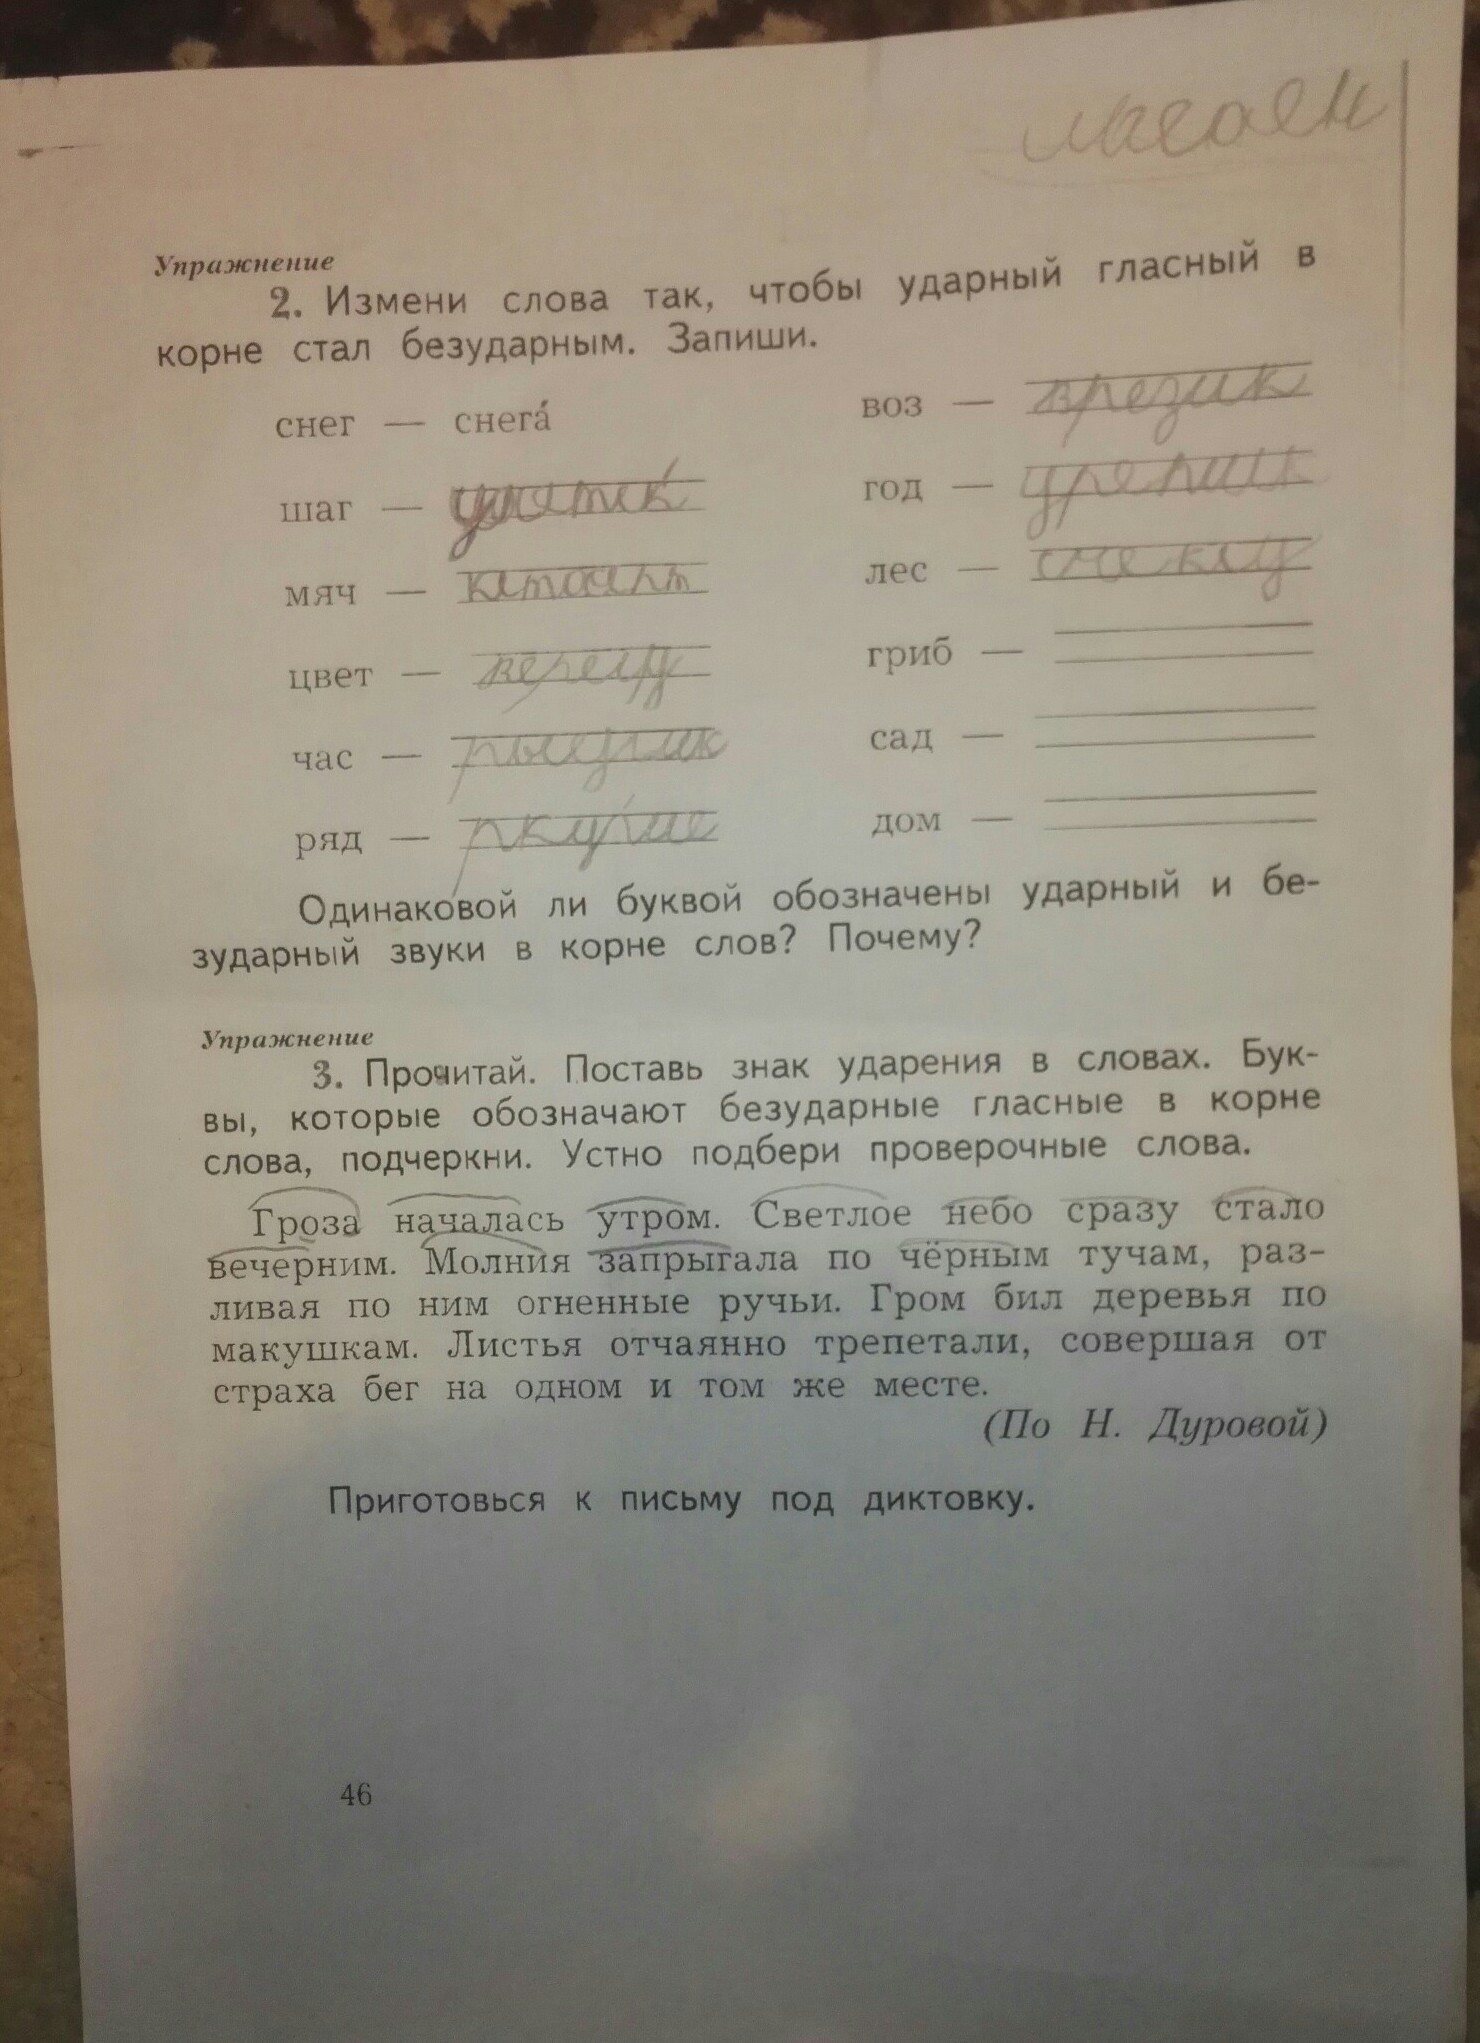 Упражнение
2. Измени слова так, чтобы ударный гласный в
корне стал безударным. Запиши.
снег — снега́
воз —
шаг —
год —
мяч —
лес —
цвет —
гриб —
час —
сад —
ряд —
дом —
Одинаковой ли буквой обозначены ударный и бе-
зударный звуки в корне слов? Почему?
Упражнение
3. Прочитай. Поставь знак ударения в словах. Бук-
вы, которые обозначают безударные гласные в корне
слова, подчеркни. Устно подбери проверочные слова.
Гроза началась утром. Светлое небо сразу стало
вечерним. Молния запрыгала по чёрным тучам, раз-
ливая по ним огненные ручьи. Гром бил деревья по
макушкам. Листья отчаянно трепетали, совершая от
страха бег на одном и том же месте.
(По Н. Дуровой)
Приготовься к письму под диктовку.
46